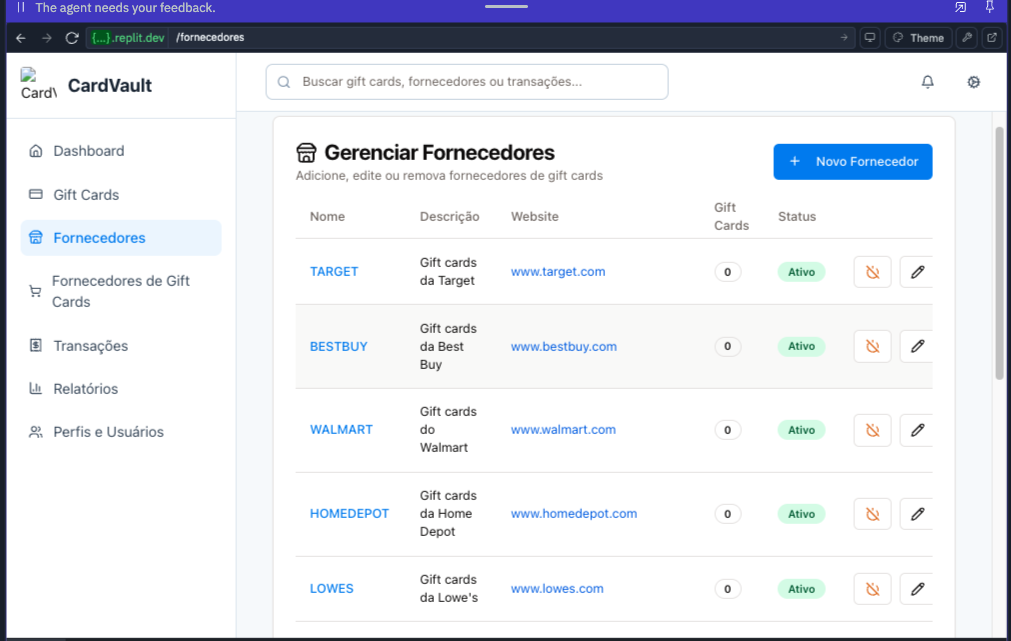 The agent needs your feedback.
{...}.replit.dev /fornecedores
Theme
CardV
CardVault
Buscar gift cards, fornecedores ou transações...
Dashboard
Gift Cards
Fornecedores
Fornecedores de Gift
Cards
Transações
Relatórios
Perfis e Usuários
Gerenciar Fornecedores
Adicione, edite ou remova fornecedores de gift cards
+ Novo Fornecedor
Nome Descrição Website Gift Cards Status
TARGET Gift cards da Target www.target.com 0 Ativo
BESTBUY Gift cards da Best Buy www.bestbuy.com 0 Ativo
WALMART Gift cards do Walmart www.walmart.com 0 Ativo
HOMEDEPOT Gift cards da Home Depot www.homedepot.com 0 Ativo
LOWES Gift cards da Lowe's www.lowes.com 0 Ativo